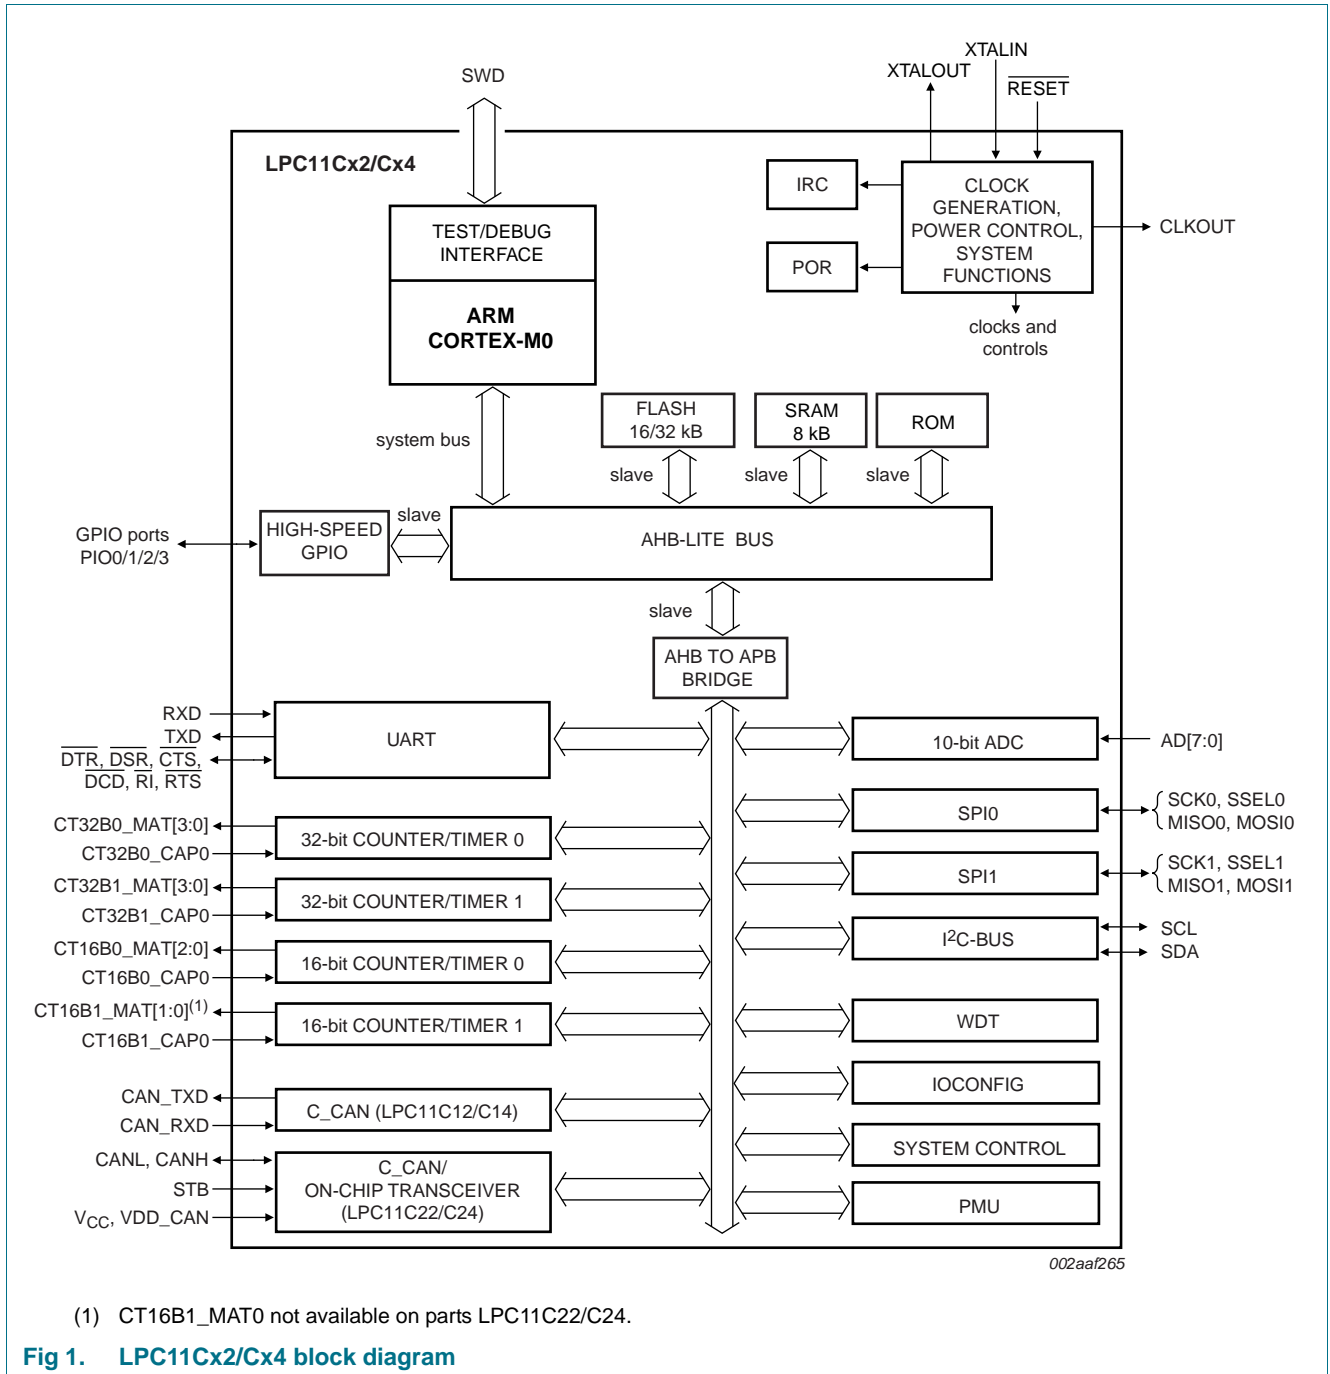 XTALIN
XTALOUT
RESET
SWD
LPC11Cx2/Cx4
IRC
CLOCK
GENERATION,
POWER CONTROL,
SYSTEM
FUNCTIONS
CLKOUT
POR
TEST/DEBUG
INTERFACE
clocks and
controls
ARM
CORTEX-M0
FLASH
16/32 kB
SRAM
8 kB
ROM
system bus
slave
slave
slave
slave
GPIO ports
PIO0/1/2/3
HIGH-SPEED
GPIO
AHB-LITE BUS
slave
AHB TO APB
BRIDGE
RXD
TXD
DTR, DSR, CTS,
DCD, RI, RTS
UART
10-bit ADC
AD[7:0]
CT32B0_MAT[3:0]
CT32B0_CAP0
32-bit COUNTER/TIMER 0
SPI0
SCK0, SSEL0
MISO0, MOSI0
CT32B1_MAT[3:0]
CT32B1_CAP0
32-bit COUNTER/TIMER 1
SPI1
SCK1, SSEL1
MISO1, MOSI1
CT16B0_MAT[2:0]
CT16B0_CAP0
16-bit COUNTER/TIMER 0
I2C-BUS
SCL
SDA
CT16B1_MAT[1:0](1)
CT16B1_CAP0
16-bit COUNTER/TIMER 1
WDT
IOCONFIG
CAN_TXD
CAN_RXD
C_CAN (LPC11C12/C14)
SYSTEM CONTROL
CANL, CANH
STB
VCC, VDD_CAN
C_CAN/
ON-CHIP TRANSCEIVER
(LPC11C22/C24)
PMU
002aaf265
(1) CT16B1_MAT0 not available on parts LPC11C22/C24.
Fig 1. LPC11Cx2/Cx4 block diagram